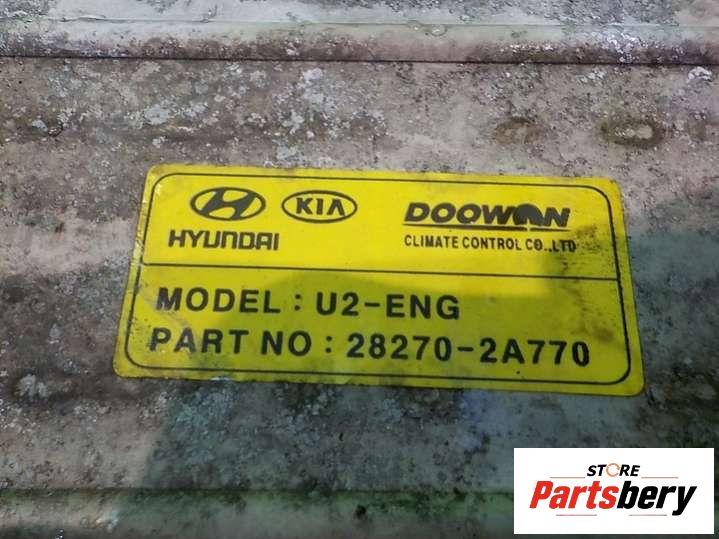 HYUNDAI
KIA
DOOWON
CLIMATE CONTROL CO.,LTD
MODEL : U2-ENG
PART NO : 28270-2A770
STORE
Partsbery